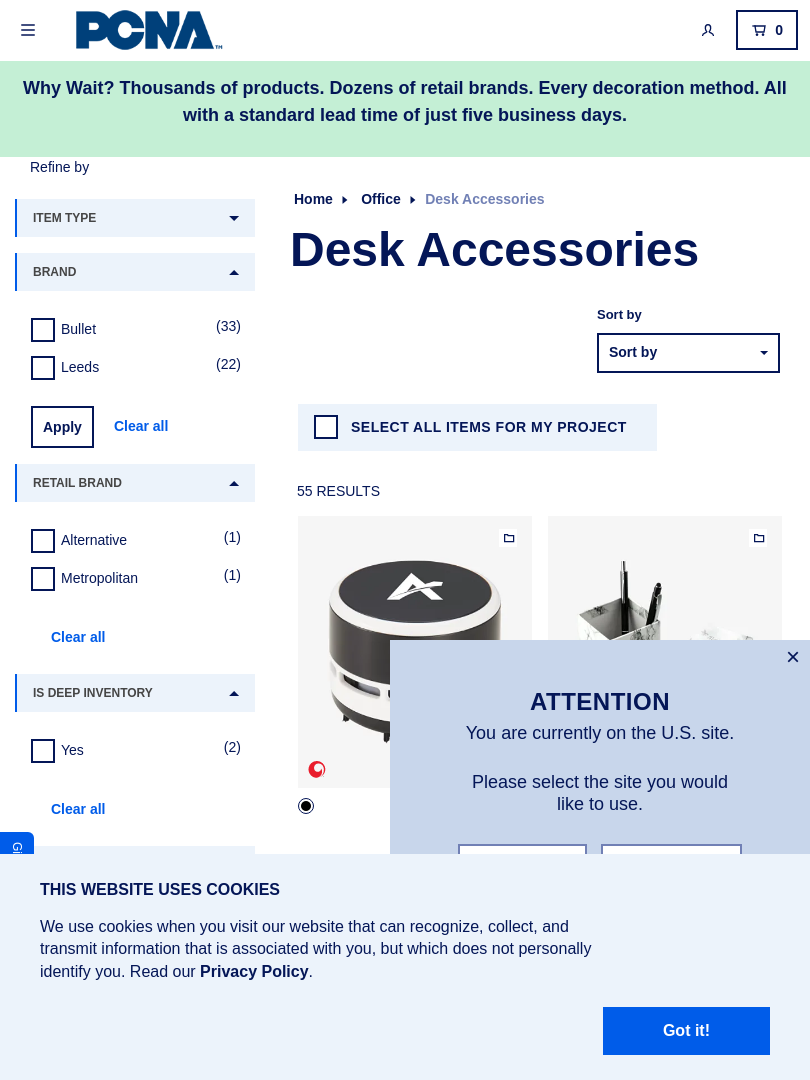 PCNA™
0
Why Wait? Thousands of products. Dozens of retail brands. Every decoration method. All
with a standard lead time of just five business days.
Refine by
ITEM TYPE
BRAND
Bullet (33)
Leeds (22)
Apply Clear all
RETAIL BRAND
Alternative (1)
Metropolitan (1)
Clear all
IS DEEP INVENTORY
Yes (2)
Clear all
Home Office Desk Accessories
Desk Accessories
Sort by
Sort by
SELECT ALL ITEMS FOR MY PROJECT
55 RESULTS
ATTENTION
You are currently on the U.S. site.
Please select the site you would
like to use.
THIS WEBSITE USES COOKIES
We use cookies when you visit our website that can recognize, collect, and
transmit information that is associated with you, but which does not personally
identify you. Read our Privacy Policy.
Got it!